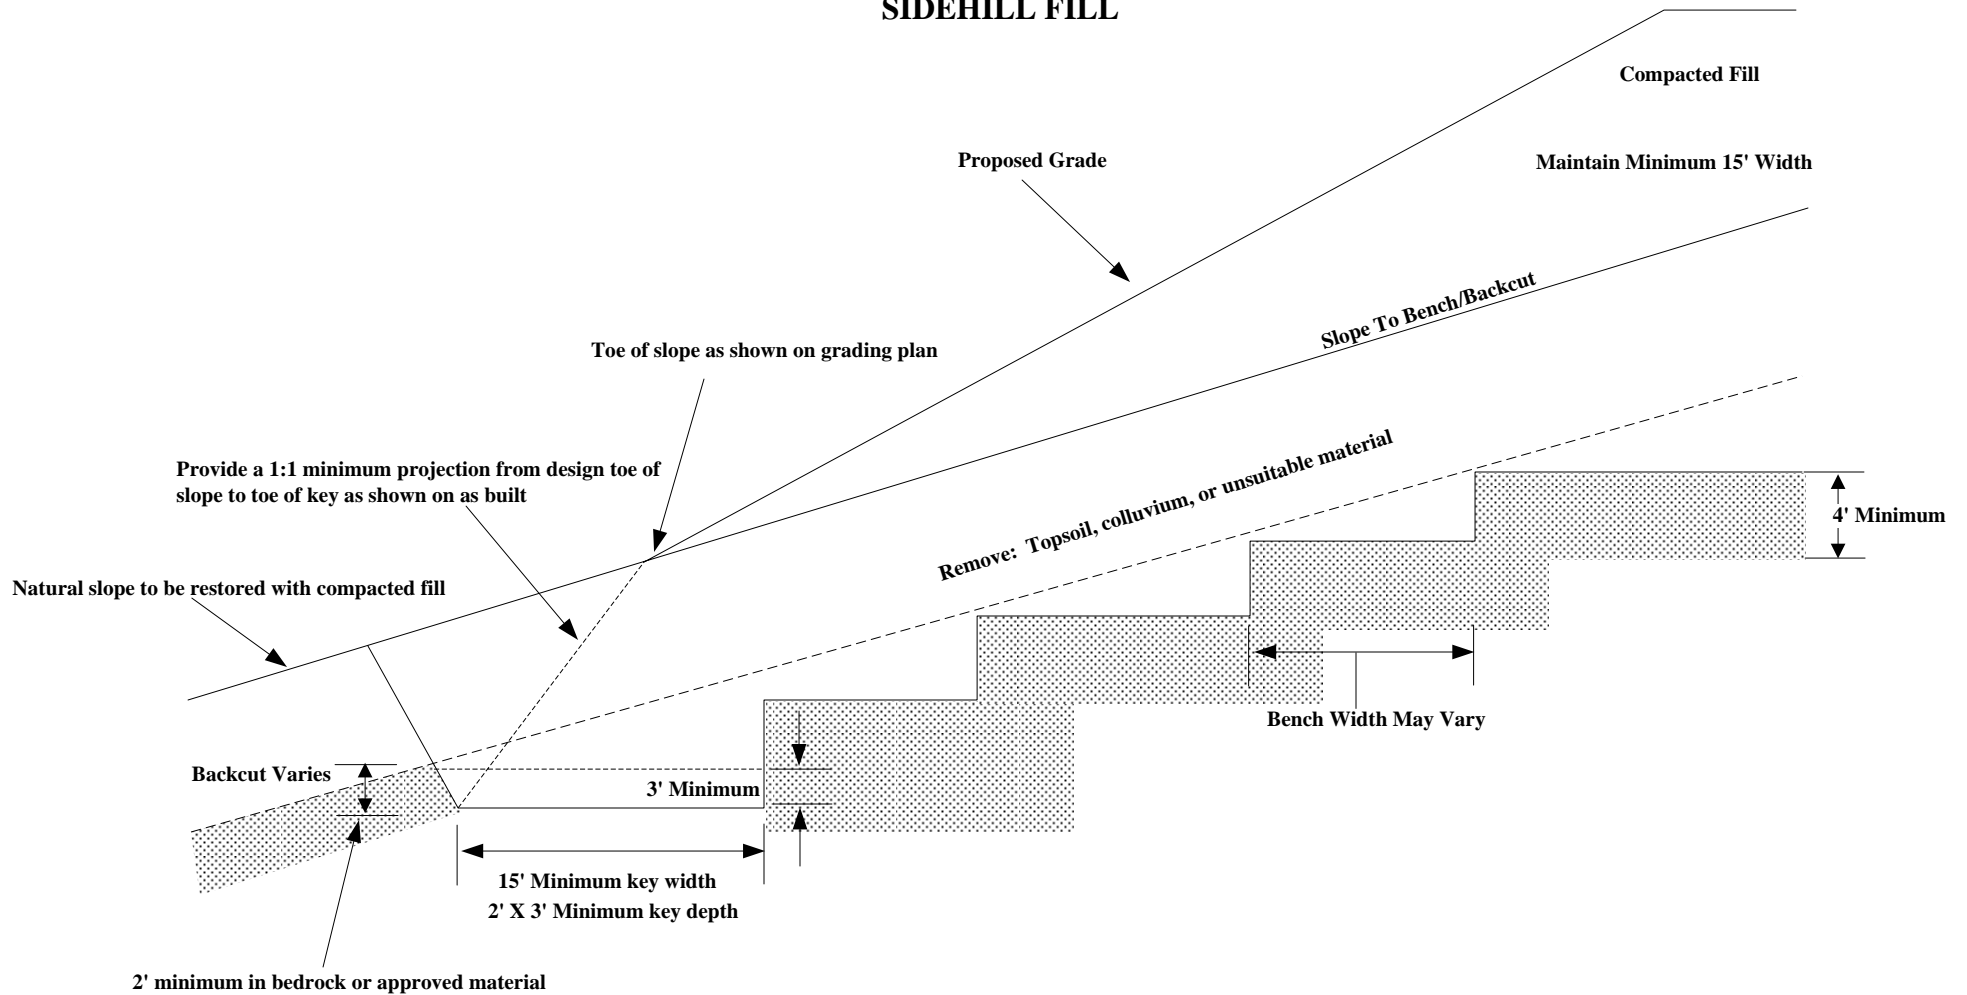 SIDEHILL FILL
Compacted Fill
Proposed Grade
Maintain Minimum 15' Width
Slope To Bench/Backcut
Toe of slope as shown on grading plan
Provide a 1:1 minimum projection from design toe of
slope to toe of key as shown on as built
Remove: Topsoil, colluvium, or unsuitable material
4' Minimum
Natural slope to be restored with compacted fill
Bench Width May Vary
Backcut Varies
3' Minimum
15' Minimum key width
2' X 3' Minimum key depth
2' minimum in bedrock or approved material